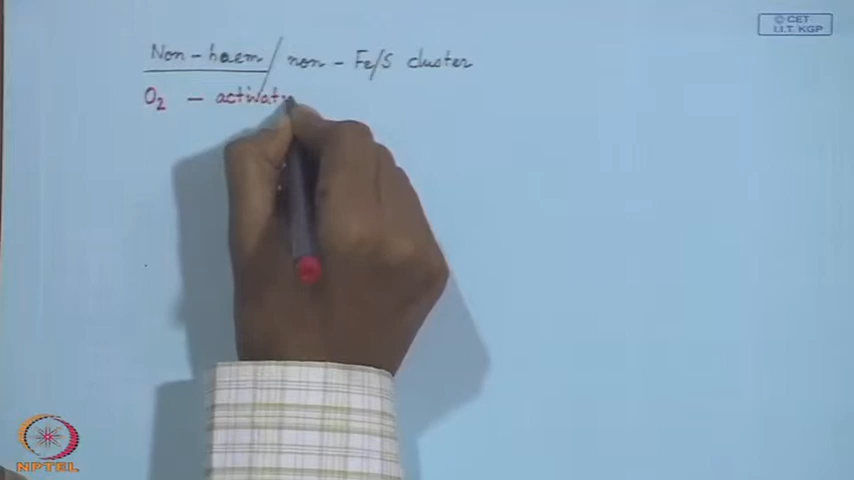 © CET
I.I.T. KGP
Non - haem / non - Fe/S cluster
O2 - activat
NPTEL